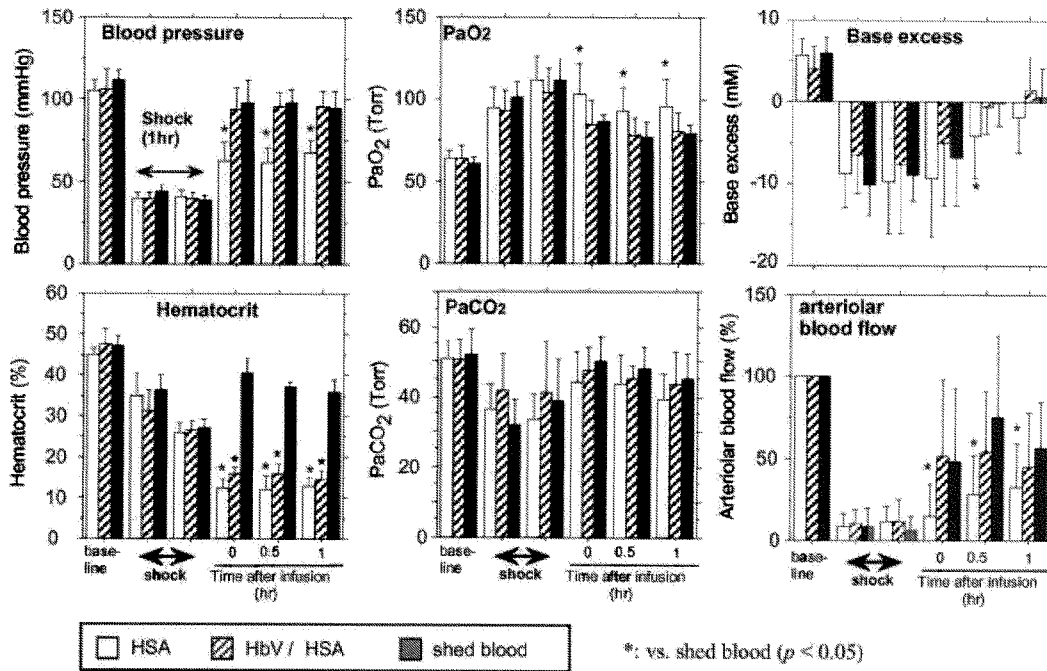 Blood pressure
Blood pressure (mmHg)
150
100
50
0
Shock
(1hr)
*
*
*
PaO2
PaO2 (Torr)
150
100
50
0
*
*
*
Base excess
Base excess (mM)
10
0
-10
-20
*
Hematocrit
Hematocrit (%)
60
50
40
30
20
10
0
* * * * * *
base-
line
shock
0 0.5 1
Time after infusion
(hr)
PaCO2
PaCO2 (Torr)
60
40
20
0
base-
line
shock
0 0.5 1
Time after infusion
(hr)
arteriolar
blood flow
Arteriolar blood flow (%)
150
100
50
0
*
*
*
base-
line
shock
0 0.5 1
Time after infusion
(hr)
HSA HbV / HSA shed blood
*: vs. shed blood (p < 0.05)